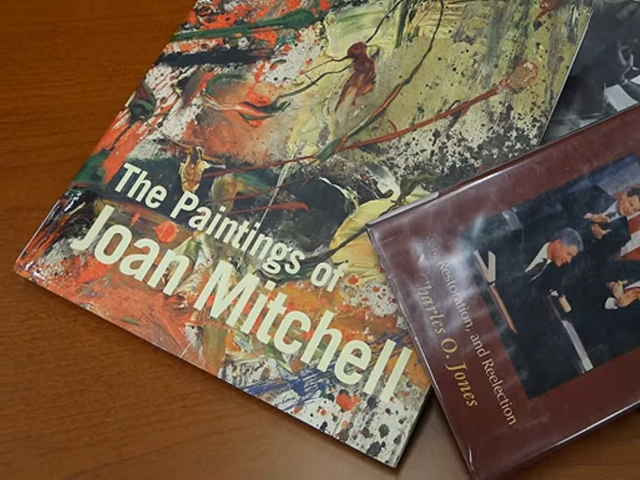 The Paintings of
Joan Mitchell
Restoration, and Reelection
Charles O. Jones